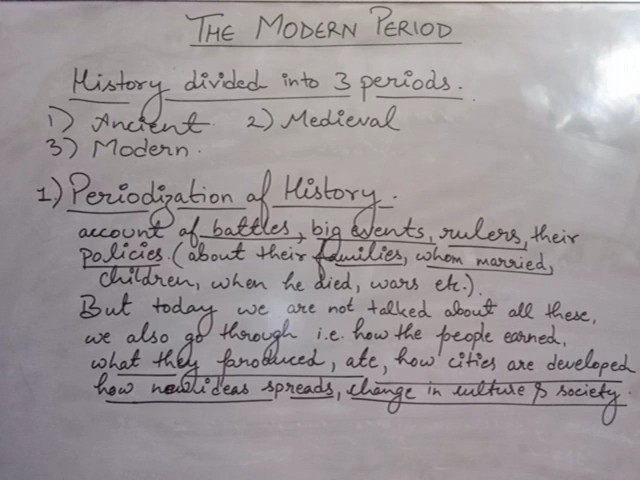 THE MODERN PERIOD
History divided into 3 periods.
1) Ancient. 2) Medieval
3) Modern.
1) Periodization of History.
account of battles, big events, rulers, their
policies. (about their families, whom married,
children, when he died, wars etc.).
But today we are not talked about all these,
we also go through i.e. how the people earned,
what they produced, ate, how cities are developed
how new ideas spreads, change in culture & society.